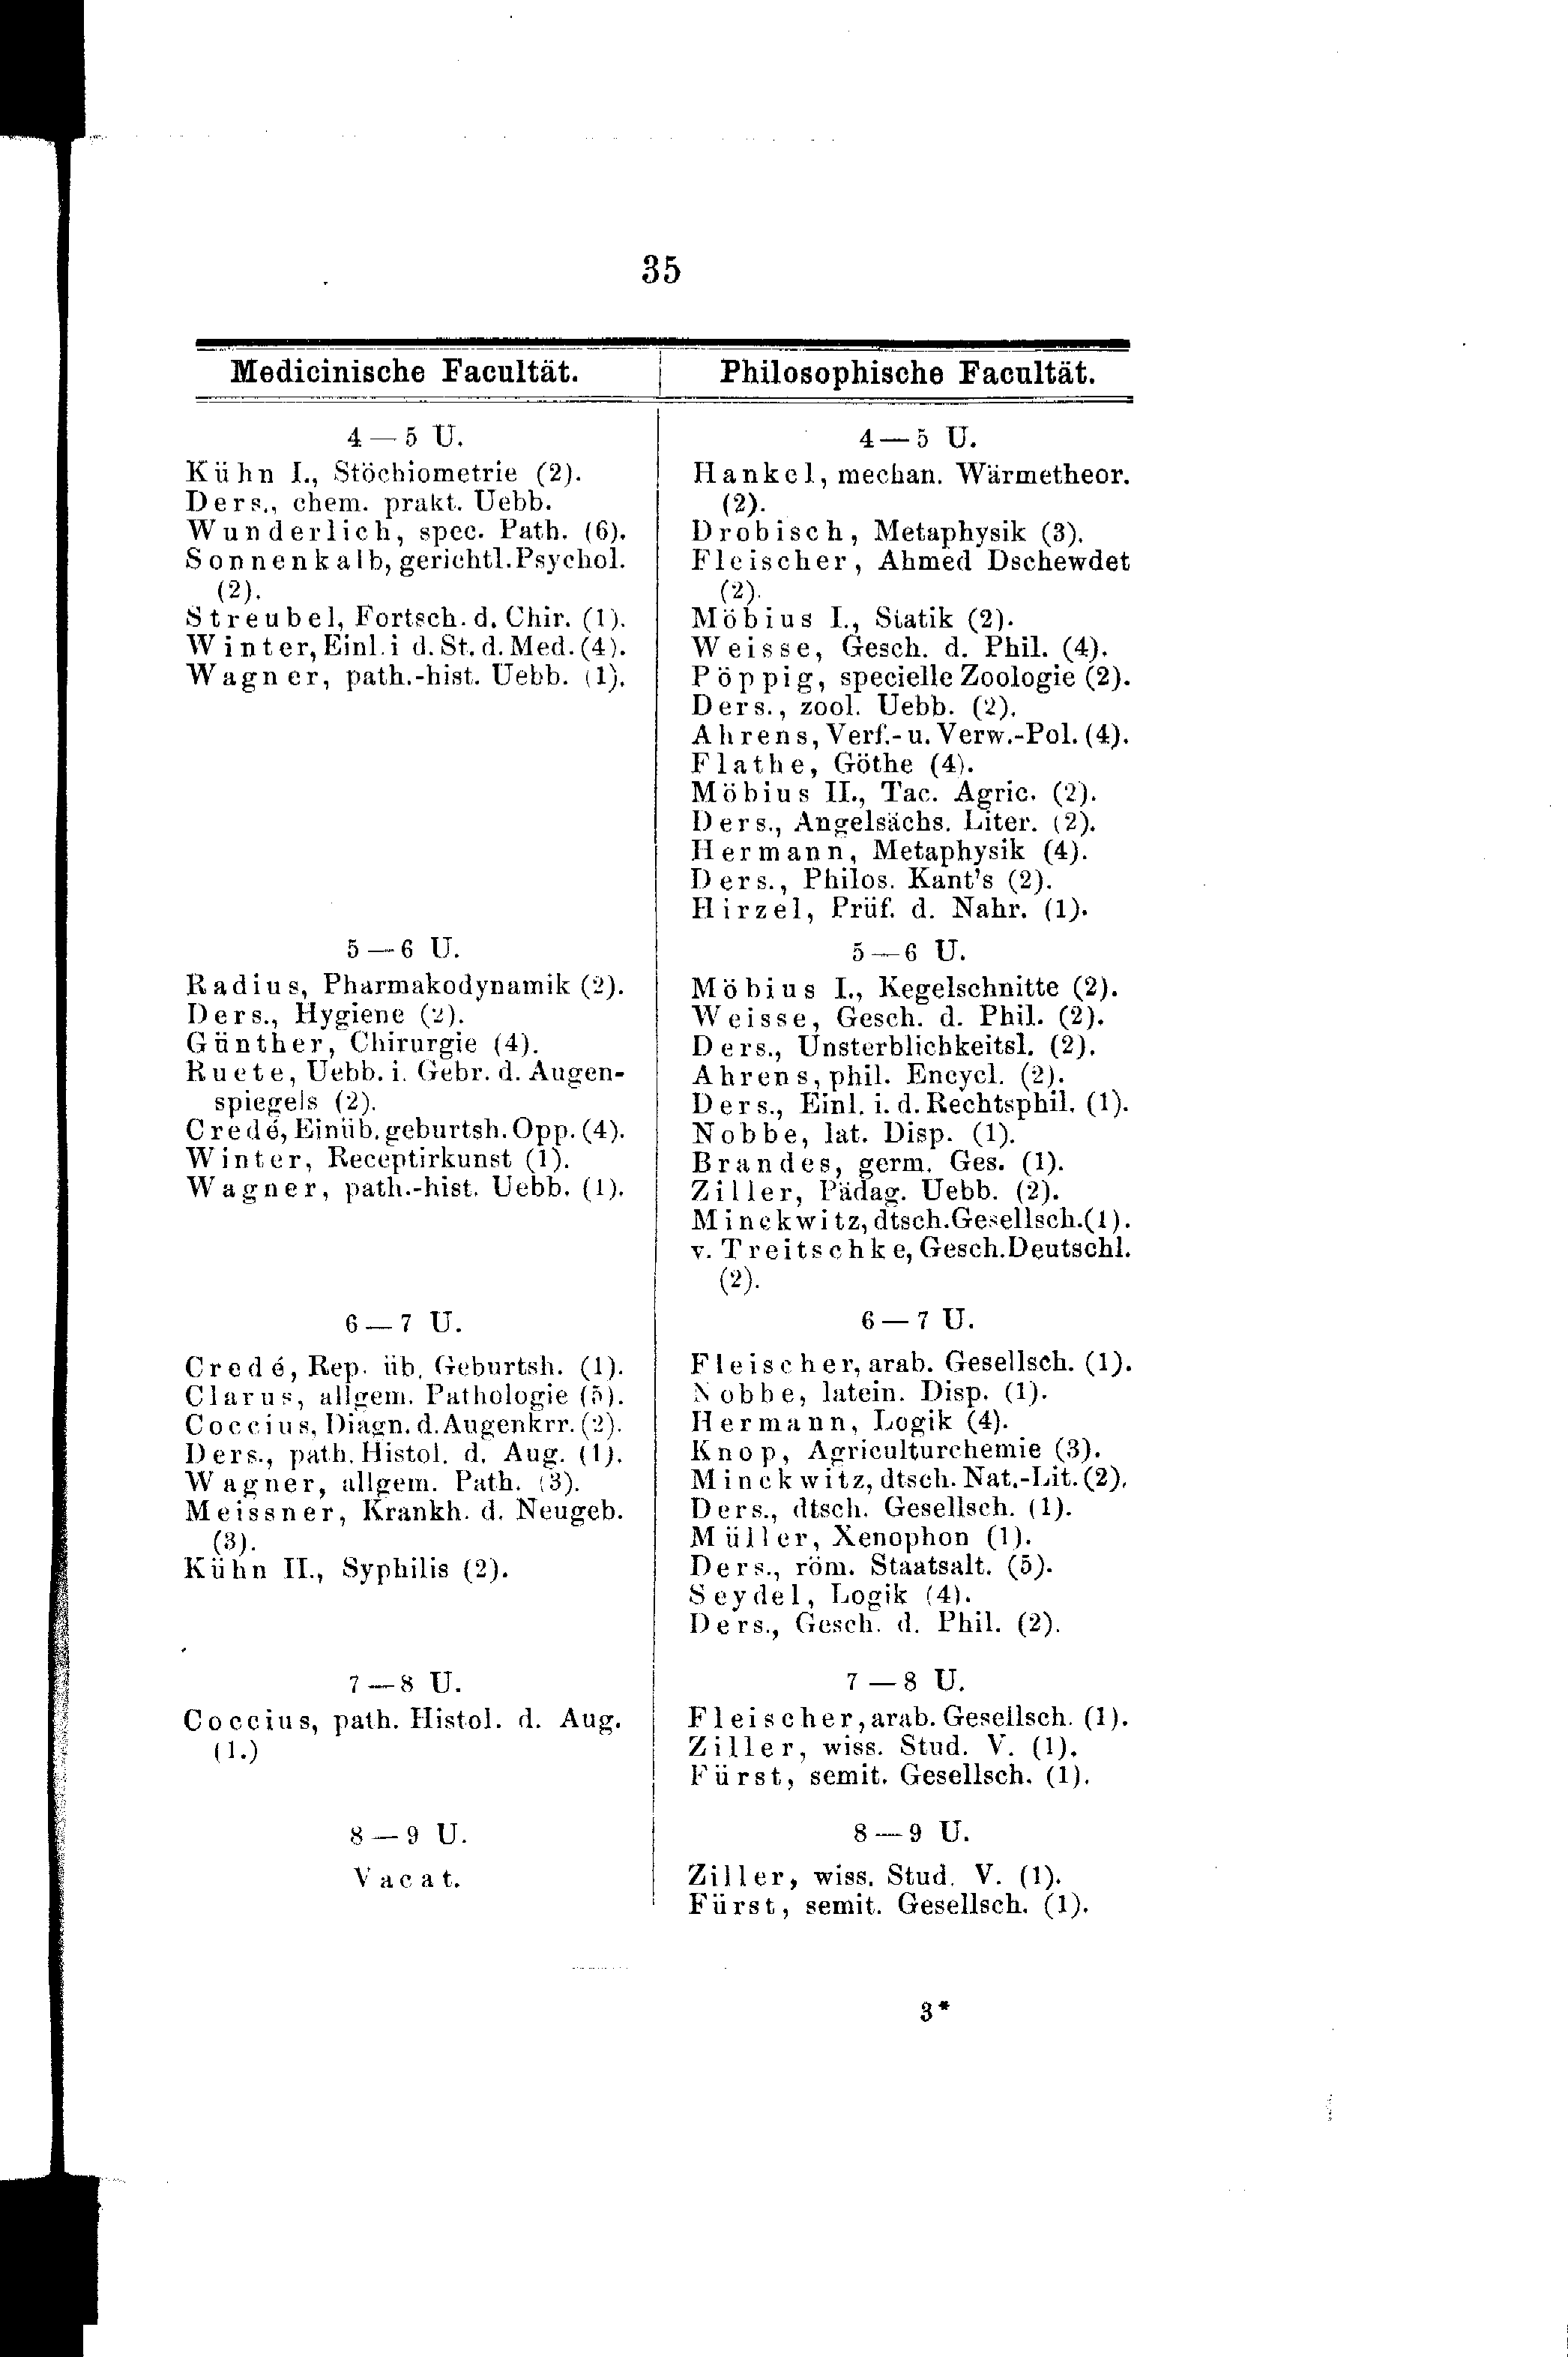 35
Medicinische Facultät.
4—5 U.
Kühn I., Stöchiometrie (2).
Ders., chem. prakt. Uebb.
Wunderlich, spec. Path. (6).
Sonnenkalb, gerichtl. Psychol.
(2).
Streubel, Fortsch. d. Chir. (1).
Winter, Einl. i d. St. d. Med. (4).
Wagner, path.-hist. Uebb. (1).
5—6 U.
Radius, Pharmakodynamik (2).
Ders., Hygiene (2).
Günther, Chirurgie (4).
Ruete, Uebb. i. Gebr. d. Augen-
spiegels (2).
Credé, Einüb. geburtsh. Opp. (4).
Winter, Receptirkunst (1).
Wagner, path.-hist. Uebb. (1).
6—7 U.
Credé, Rep. üb. Geburtsh. (1).
Clarus, allgem. Pathologie (5).
Coccius, Diagn. d. Augenkrr. (2).
Ders., path. Histol. d. Aug. (1).
Wagner, allgem. Path. (3).
Meissner, Krankh. d. Neugeb.
(3).
Kühn II., Syphilis (2).
7—8 U.
Coccius, path. Histol. d. Aug.
(1.)
8—9 U.
Vacat.
Philosophische Facultät.
4—5 U.
Hankel, mechan. Wärmetheor.
(2).
Drobisch, Metaphysik (3).
Fleischer, Ahmed Dschewdet
(2).
Möbius I., Statik (2).
Weisse, Gesch. d. Phil. (4).
Pöppig, specielle Zoologie (2).
Ders., zool. Uebb. (2).
Ahrens, Verf.- u. Verw.-Pol. (4).
Flathe, Göthe (4).
Möbius II., Tac. Agric. (2).
Ders., Angelsächs. Liter. (2).
Hermann, Metaphysik (4).
Ders., Philos. Kant's (2).
Hirzel, Prüf. d. Nahr. (1).
5—6 U.
Möbius I., Kegelschnitte (2).
Weisse, Gesch. d. Phil. (2).
Ders., Unsterblichkeitsl. (2).
Ahrens, phil. Encycl. (2).
Ders., Einl. i. d. Rechtsphil. (1).
Nobbe, lat. Disp. (1).
Brandes, germ. Ges. (1).
Ziller, Pädag. Uebb. (2).
Minckwitz, dtsch. Gesellsch. (1).
v. Treitschke, Gesch. Deutschl.
(2).
6—7 U.
Fleischer, arab. Gesellsch. (1).
Nobbe, latein. Disp. (1).
Hermann, Logik (4).
Knop, Agriculturchemie (3).
Minckwitz, dtsch. Nat.-Lit. (2).
Ders., dtsch. Gesellsch. (1).
Müller, Xenophon (1).
Ders., röm. Staatsalt. (5).
Seydel, Logik (4).
Ders., Gesch. d. Phil. (2).
7—8 U.
Fleischer, arab. Gesellsch. (1).
Ziller, wiss. Stud. V. (1).
Fürst, semit. Gesellsch. (1).
8—9 U.
Ziller, wiss. Stud. V. (1).
Fürst, semit. Gesellsch. (1).
3*